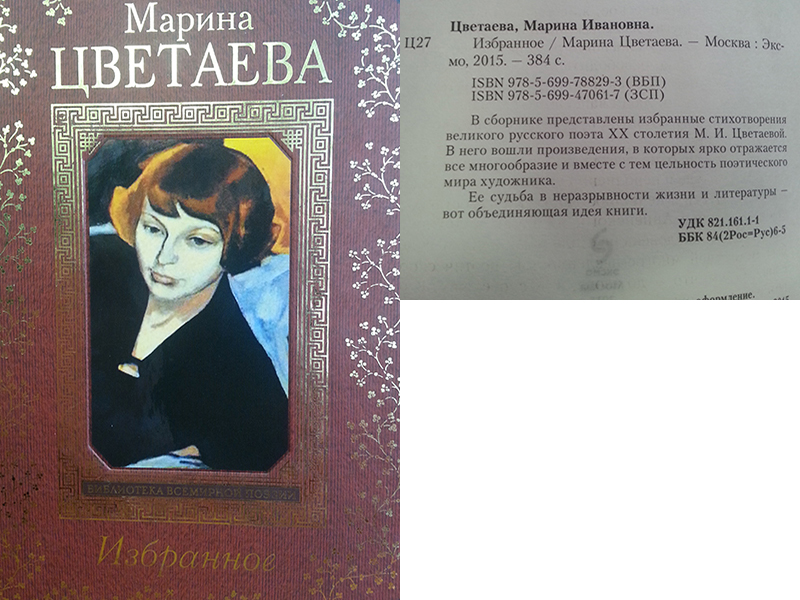 Марина
ЦВЕТАЕВА
БИБЛИОТЕКА ВСЕМИРНОЙ ПОЭЗИИ
Избранное
Цветаева, Марина Ивановна.
Ц27 Избранное / Марина Цветаева. — Москва : Экс-
мо, 2015. — 384 с.
ISBN 978-5-699-78829-3 (ВБП)
ISBN 978-5-699-47061-7 (ЗСП)
В сборнике представлены избранные стихотворения
великого русского поэта XX столетия М. И. Цветаевой.
В него вошли произведения, в которых ярко отражается
все многообразие и вместе с тем цельность поэтического
мира художника.
Ее судьба в неразрывности жизни и литературы –
вот объединяющая идея книги.
УДК 821.161.1-1
ББК 84(2Рос=Рус)6-5